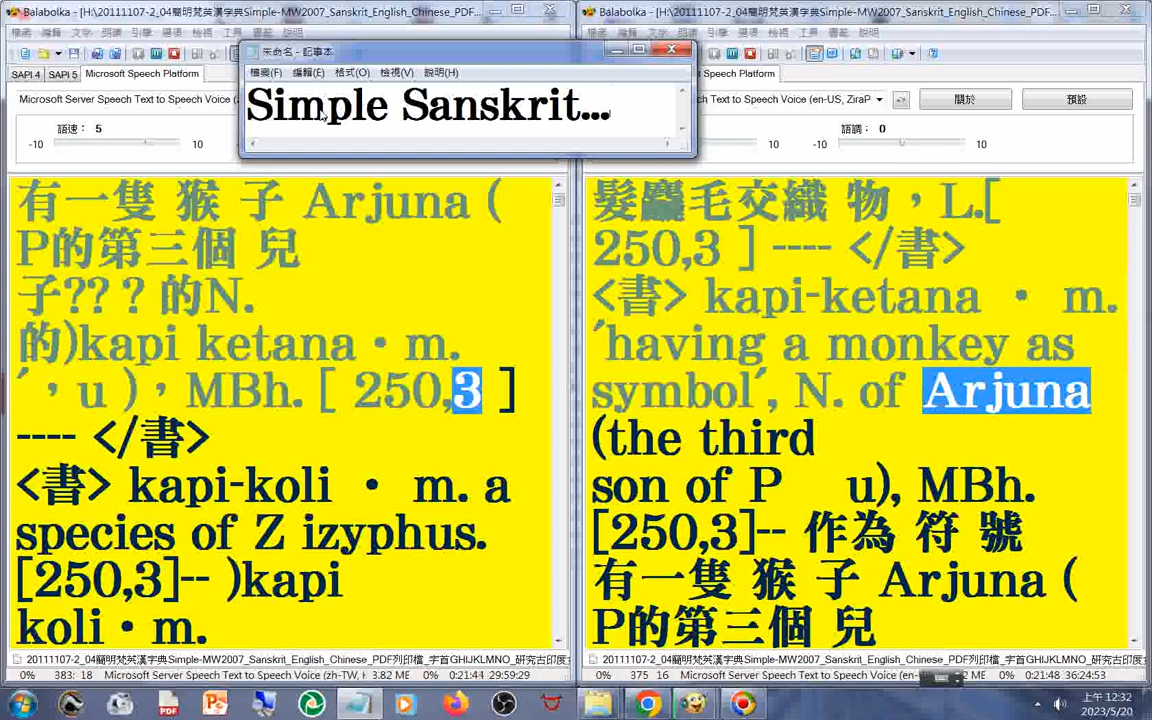 Balabolka - [H:\20111107-2_04簡明梵英漢字典Simple-MW2007_Sanskrit_English_Chinese_PDF...
Balabolka - [H:\20111107-2_04簡明梵英漢字典Simple-MW2007_Sanskrit_English_Chinese_PDF...
未命名 - 記事本
檔案(F) 編輯(E) 格式(O) 檢視(V) 說明(H)
Simple Sanskrit...
SAPI 4 SAPI 5 Microsoft Speech Platform
Speech Platform
Microsoft Server Speech Text to Speech Voice (
ch Text to Speech Voice (en-US, ZiraP
關於
預設
語速： 5
-10 10
語調： 0
10 -10 10
有一隻 猴 子 Arjuna (
P的第三個 兒
子??？的N.
的)kapi ketana・m.
´，u )，MBh. [ 250,3 ]
---- </書>
<書> kapi-koli ・ m. a
species of Z izyphus.
[250,3]-- )kapi
koli・m.
髮麤毛交織 物，L.[
250,3 ] ---- </書>
<書> kapi-ketana ・ m.
´having a monkey as
symbol´, N. of Arjuna
(the third
son of P u), MBh.
[250,3]-- 作為 符 號
有一隻 猴 子 Arjuna (
P的第三個 兒
20111107-2_04簡明梵英漢字典Simple-MW2007_Sanskrit_English_Chinese_PDF列印檔_字首GHIJKLMNO_研究古印度
20111107-2_04簡明梵英漢字典Simple-MW2007_Sanskrit_English_Chinese_PDF列印檔_字首GHIJKLMNO_研究古印度
0% 383: 18 Microsoft Server Speech Text to Speech Voice (zh-TW, H 3.82 MB 0% 0:21:44 29:59:29
0% 375 16 Microsoft Server Speech Text to Speech Voice (en- 0% 0:21:48 36:24:53
上午 12:32
2023/5/20